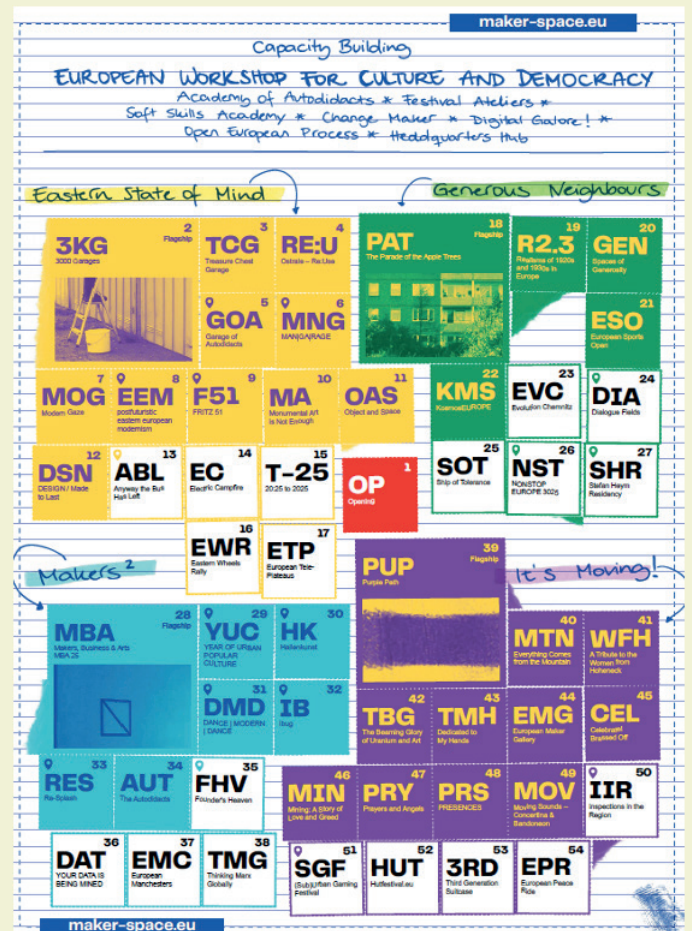 maker-space.eu
Capacity Building
EUROPEAN WORKSHOP FOR CULTURE AND DEMOCRACY
Academy of Autodidacts * Festival Ateliers *
Soft Skills Academy * Change Maker * Digital Galore! *
Open European Process * Headquarters Hub
Eastern State of Mind
Generous Neighbours
2
Flagship
3KG
3000 Garages
3
TCG
Treasure Chest
Garage
4
RE:U
Ostrale – Re:Use
5
GOA
Garage of
Autodidacts
6
MNG
MAN(GA)RAGE
7
MOG
Modern Gaze
8
EEM
postfuturistic
eastern european
modernism
9
F51
FRITZ 51
10
MA
Monumental Art
Is Not Enough
11
OAS
Object and Space
12
DSN
DESIGN / Made
to Last
13
ABL
Anyway the Bus
Has Left
14
EC
Electric Campfire
15
T-25
20:25 to 2025
1
OP
Opening
16
EWR
Eastern Wheels
Rally
17
ETP
European Tele-
Plateaus
18
Flagship
PAT
The Parade of the Apple Trees
19
R2.3
Realisms of 1920s
and 1930s in
Europe
20
GEN
Spaces of
Generosity
21
ESO
European Sports
Open
22
KMS
KosmosEUROPE
23
EVC
Evolution Chemnitz
24
DIA
Dialogue Fields
25
SOT
Ship of Tolerance
26
NST
NONSTOP
EUROPE 3025
27
SHR
Stefan Heym
Residency
Makers²
It's Moving!
28
Flagship
MBA
Makers, Business & Arts
MBA 25
29
YUC
YEAR OF URBAN
POPULAR
CULTURE
30
HK
Hallenkunst
31
DMD
DANCE | MODERN
| DANCE
32
IB
ibug
33
RES
Re-Splash
34
AUT
The Autodidacts
35
FHV
Founder's Heaven
36
DAT
YOUR DATA IS
BEING MINED
37
EMC
European
Manchesters
38
TMG
Thinking Marx
Globally
39
Flagship
PUP
Purple Path
40
MTN
Everything Comes
from the Mountain
41
WFH
A Tribute to the
Women from
Hoheneck
42
TBG
The Beaming Glory
of Uranium and Art
43
TMH
Dedicated to
My Hands
44
EMG
European Maker
Gallery
45
CEL
Celebrate!
Brassed Off
46
MIN
Mining: A Story of
Love and Greed
47
PRY
Prayers and Angels
48
PRS
PRESENCES
49
MOV
Moving Sounds –
Concertina &
Bandoneon
50
IIR
Inspections in the
Region
51
SGF
(Sub)Urban Gaming
Festival
52
HUT
Hutfestival.eu
53
3RD
Third Generation
Suitcase
54
EPR
European Peace
Ride
maker-space.eu